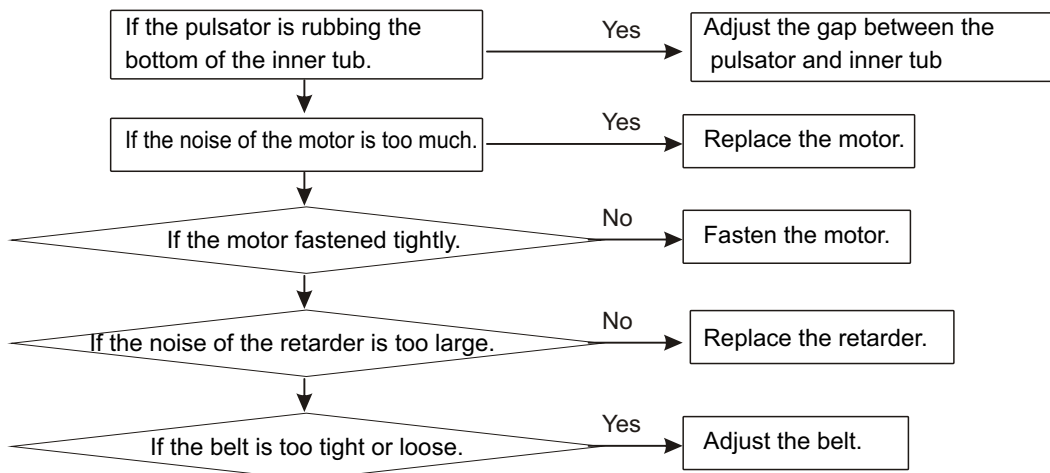 If the pulsator is rubbing the
bottom of the inner tub.
Yes
Adjust the gap between the
pulsator and inner tub
If the noise of the motor is too much.
Yes
Replace the motor.
If the motor fastened tightly.
No
Fasten the motor.
If the noise of the retarder is too large.
No
Replace the retarder.
If the belt is too tight or loose.
Yes
Adjust the belt.